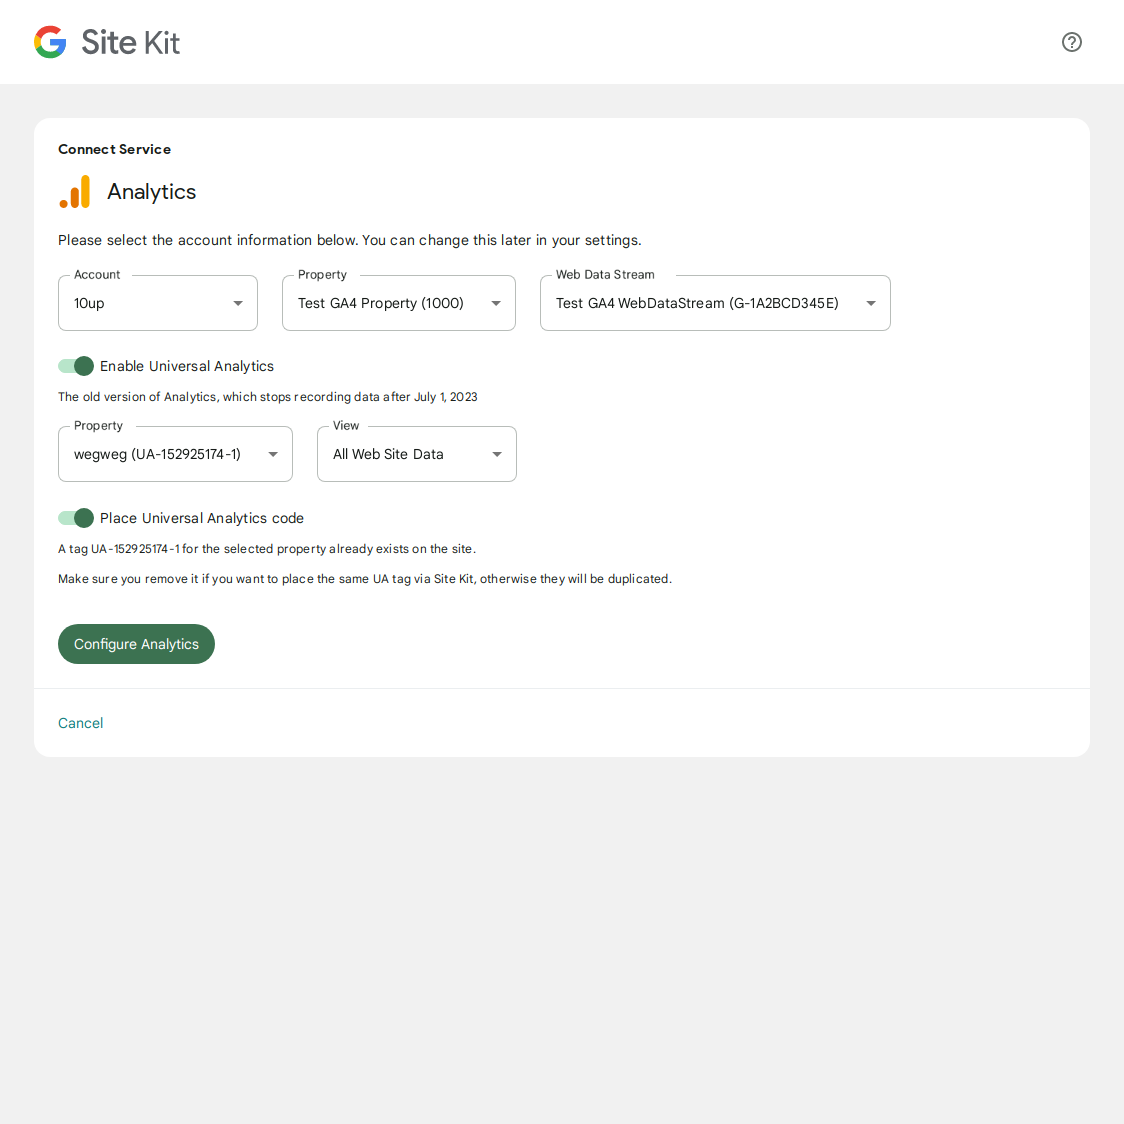 Site Kit
Connect Service
Analytics
Please select the account information below. You can change this later in your settings.
Account
Property
Web Data Stream
10up
Test GA4 Property (1000)
Test GA4 WebDataStream (G-1A2BCD345E)
Enable Universal Analytics
The old version of Analytics, which stops recording data after July 1, 2023
Property
View
wegweg (UA-152925174-1)
All Web Site Data
Place Universal Analytics code
A tag UA-152925174-1 for the selected property already exists on the site.
Make sure you remove it if you want to place the same UA tag via Site Kit, otherwise they will be duplicated.
Configure Analytics
Cancel